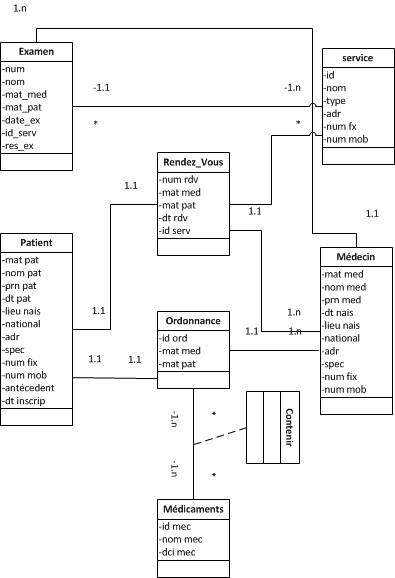 1.n
Examen
-num
-nom
-mat_med
-mat_pat
-date_ex
-id_serv
-res_ex
-1.1
-1.n
*
*
service
-id
-nom
-type
-adr
-num fx
-num mob
Rendez_Vous
-num rdv
-mat med
-mat pat
-dt rdv
-id serv
1.1
1.1
1.1
Patient
-mat pat
-nom pat
-prn pat
-dt pat
-lieu nais
-national
-adr
-spec
-num fix
-num mob
-antécedent
-dt inscrip
1.1
Médecin
-mat med
-nom med
-prn med
-dt nais
-lieu nais
-national
-adr
-spec
-num fix
-num mob
1.n
1.1
1.n
Ordonnance
-id ord
-mat med
-mat pat
1.1
1.1
-1.n
*
Contenir
-1.n
*
Médicaments
-id mec
-nom mec
-dci mec